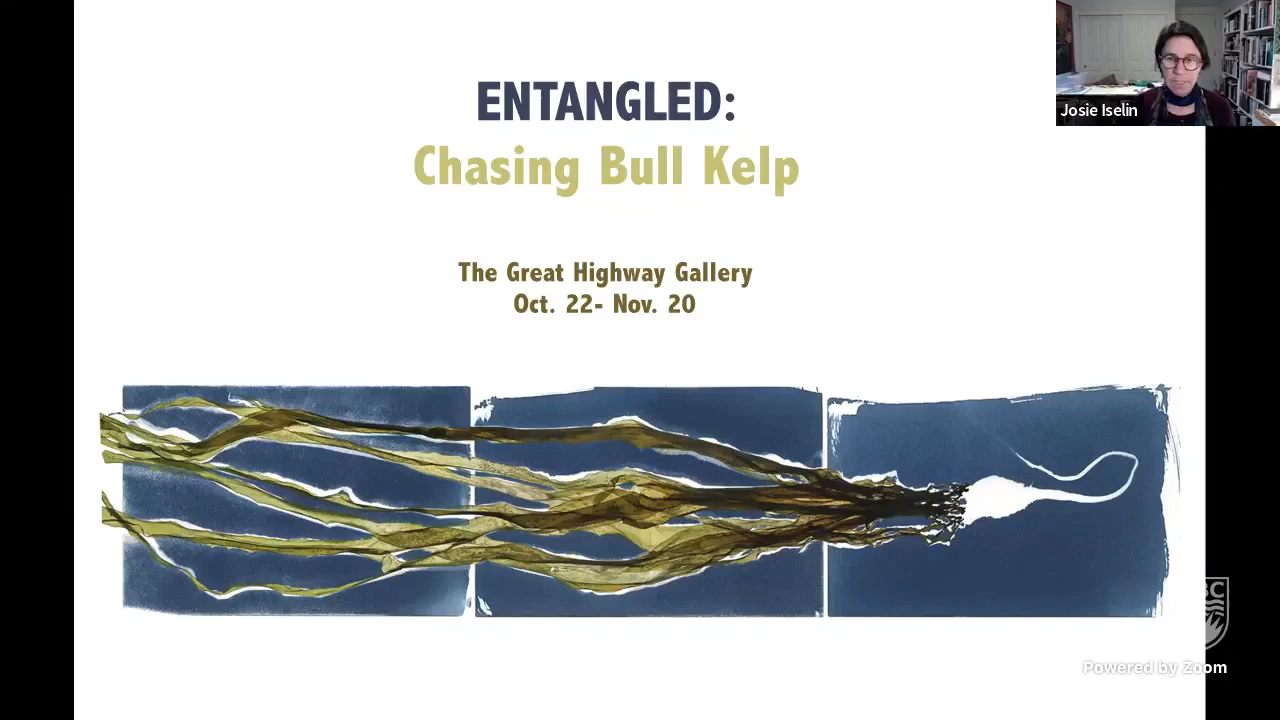 ENTANGLED:
Chasing Bull Kelp
The Great Highway Gallery
Oct. 22- Nov. 20
Josie Iselin
Powered by Zoom